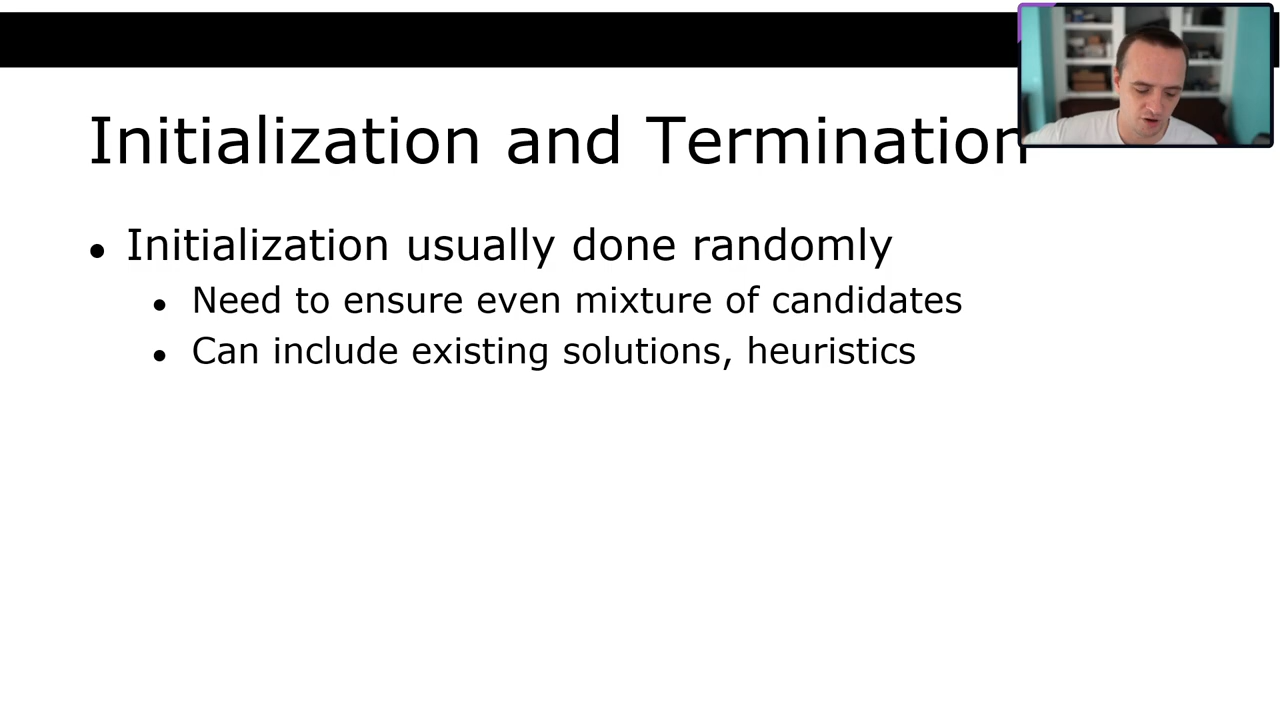 Initialization and Termination
• Initialization usually done randomly
• Need to ensure even mixture of candidates
• Can include existing solutions, heuristics